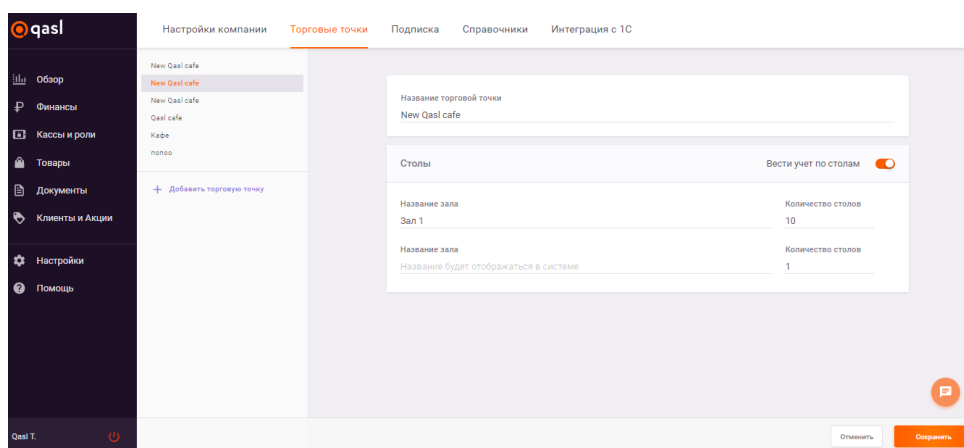 qasl
Настройки компании Торговые точки Подписка Справочники Интеграция с 1С
Обзор
Финансы
Кассы и роли
Товары
Документы
Клиенты и Акции
Настройки
Помощь
Qasl T.
New Qasl cafe
New Qasl cafe
New Qasl cafe
Qasl cafe
Кафе
попоо
+ Добавить торговую точку
Название торговой точки
New Qasl cafe
Столы Вести учет по столам
Название зала Количество столов
Зал 1 10
Название зала Количество столов
Название будет отображаться в системе 1
Отменить Сохранить